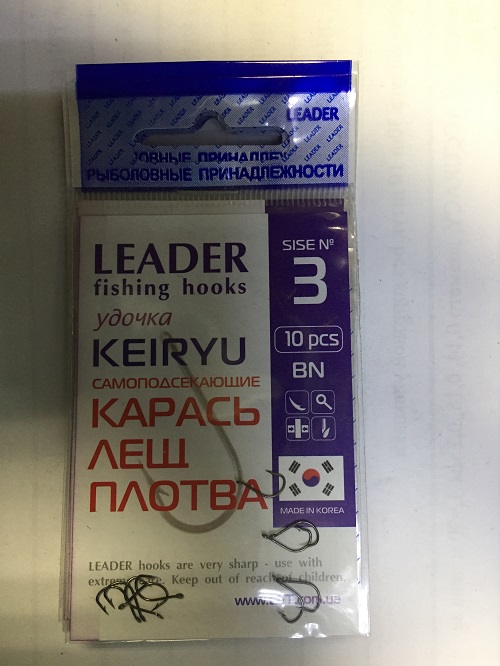 LEADER
ЛОВНЫЕ ПРИНАДЛЕ
РЫБОЛОВНЫЕ ПРИНАДЛЕЖНОСТИ
LEADER
fishing hooks
удочка
KEIRYU
САМОПОДСЕКАЮЩИЕ
КАРАСЬ
ЛЕЩ
ПЛОТВА
SISE №
3
10 pcs
BN
MADE IN KOREA
LEADER hooks are very sharp - use with
extreme care. Keep out of reach of children.